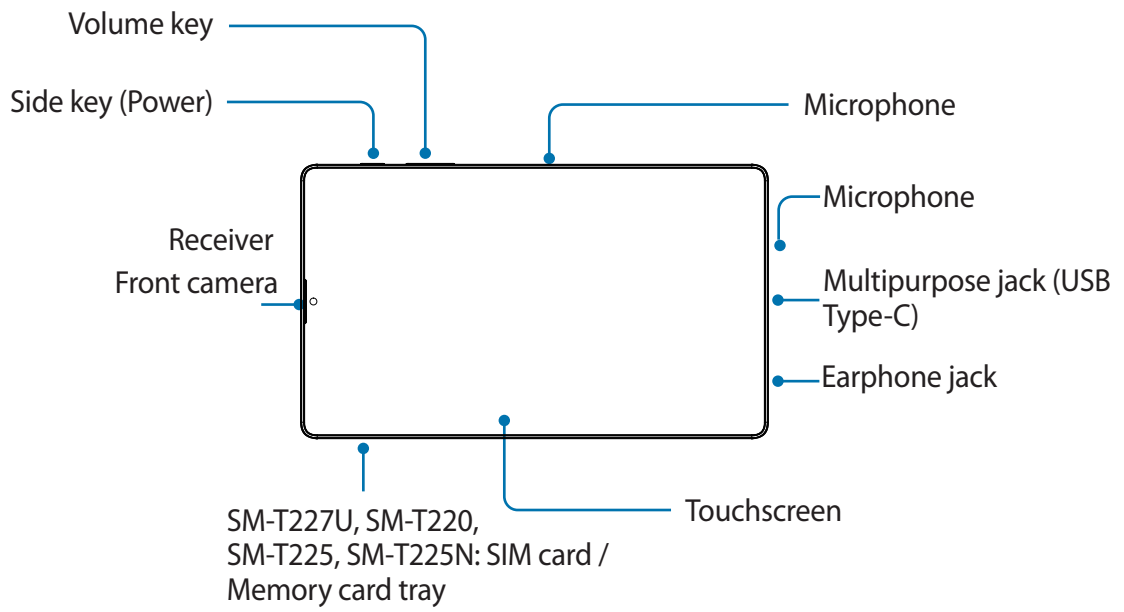 Volume key
Side key (Power)
Microphone
Microphone
Receiver
Front camera
Multipurpose jack (USB
Type-C)
Earphone jack
Touchscreen
SM-T227U, SM-T220,
SM-T225, SM-T225N: SIM card /
Memory card tray